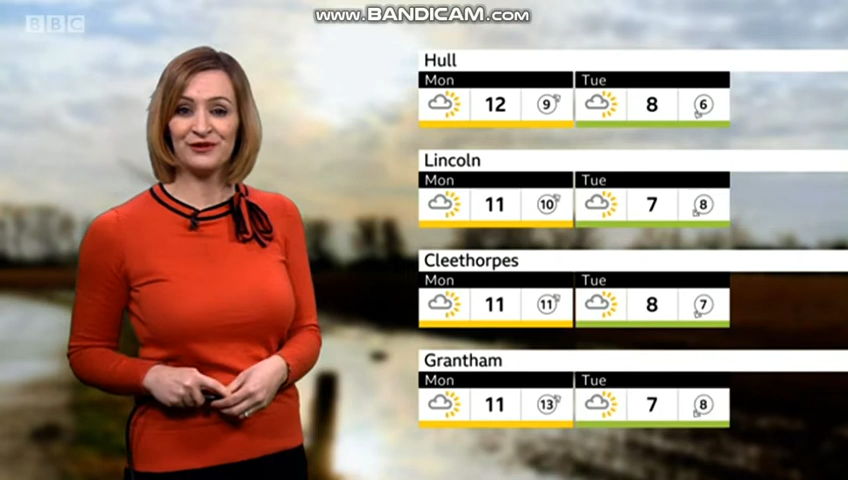 www.BANDICAM.com
BBC
Hull
Mon Tue
12 9 8 6
Lincoln
Mon Tue
11 10 7 8
Cleethorpes
Mon Tue
11 11 8 7
Grantham
Mon Tue
11 13 7 8